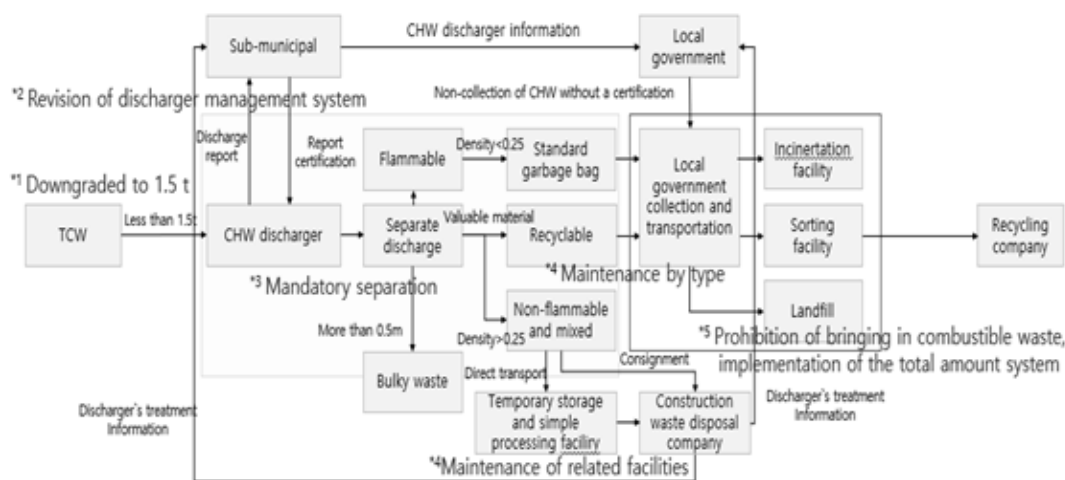 CHW discharger information
Sub-municipal
Local
government
*2 Revision of discharger management system
Non-collection of CHW without a certification
Discharge
report
Report
certification
Flammable
Density<0.25
Standard
garbage bag
Local
government
collection and
transportation
Incinertation
facility
*1 Downgraded to 1.5 t
TCW
Less than 1.5t
CHW discharger
Separate
discharge
Valuable material
Recyclable
Sorting
facility
Recycling
company
*3 Mandatory separation
*4 Maintenance by type
More than 0.5m
Non-flammable
and mixed
Density>0.25
Landfill
*5 Prohibition of bringing in combustible waste,
implementation of the total amount system
Bulky waste
Direct transport
Consignment
Discharger`s treatment
Information
Temporary storage
and simple
processing faciliry
Construction
waste disposal
company
Discharger`s treatment
Information
*4Maintenance of related facilities